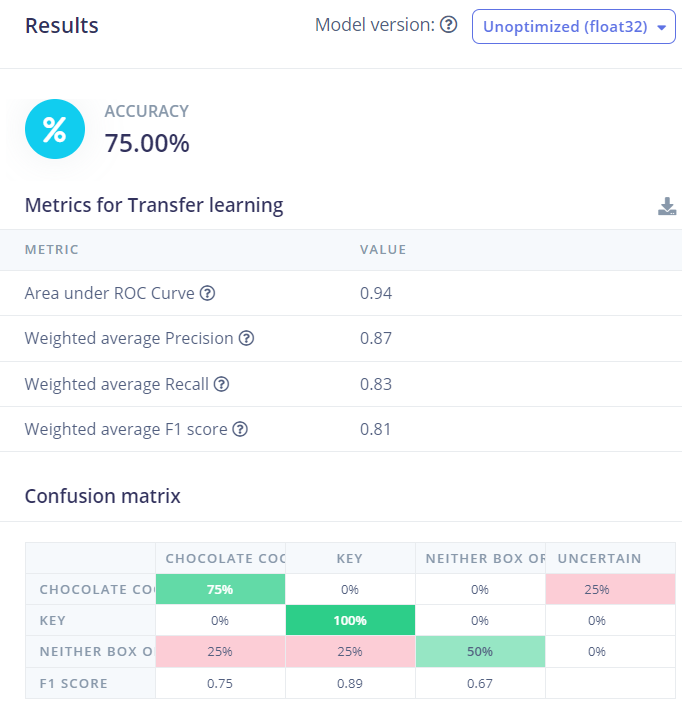 Results Model version: Unoptimized (float32)
% ACCURACY
75.00%
Metrics for Transfer learning
METRIC VALUE
Area under ROC Curve ? 0.94
Weighted average Precision ? 0.87
Weighted average Recall ? 0.83
Weighted average F1 score ? 0.81
Confusion matrix
CHOCOLATE COO KEY NEITHER BOX OR UNCERTAIN
CHOCOLATE CO 75% 0% 0% 25%
KEY 0% 100% 0% 0%
NEITHER BOX O 25% 25% 50% 0%
F1 SCORE 0.75 0.89 0.67